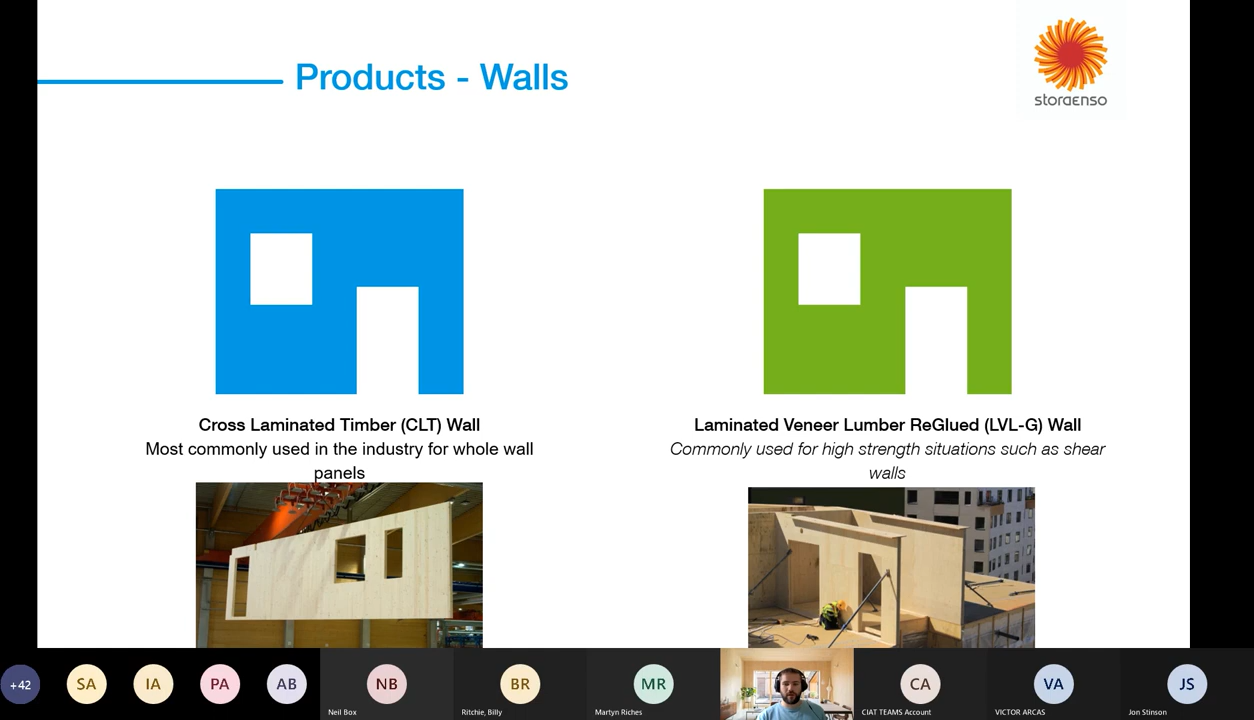 Products - Walls
storaenso
Cross Laminated Timber (CLT) Wall
Most commonly used in the industry for whole wall
panels
Laminated Veneer Lumber ReGlued (LVL-G) Wall
Commonly used for high strength situations such as shear
walls
+42
SA
IA
PA
AB
NB
Neil Box
BR
Ritchie, Billy
MR
Martyn Riches
CA
CIAT TEAMS Account
VA
VICTOR ARCAS
JS
Jon Stinson